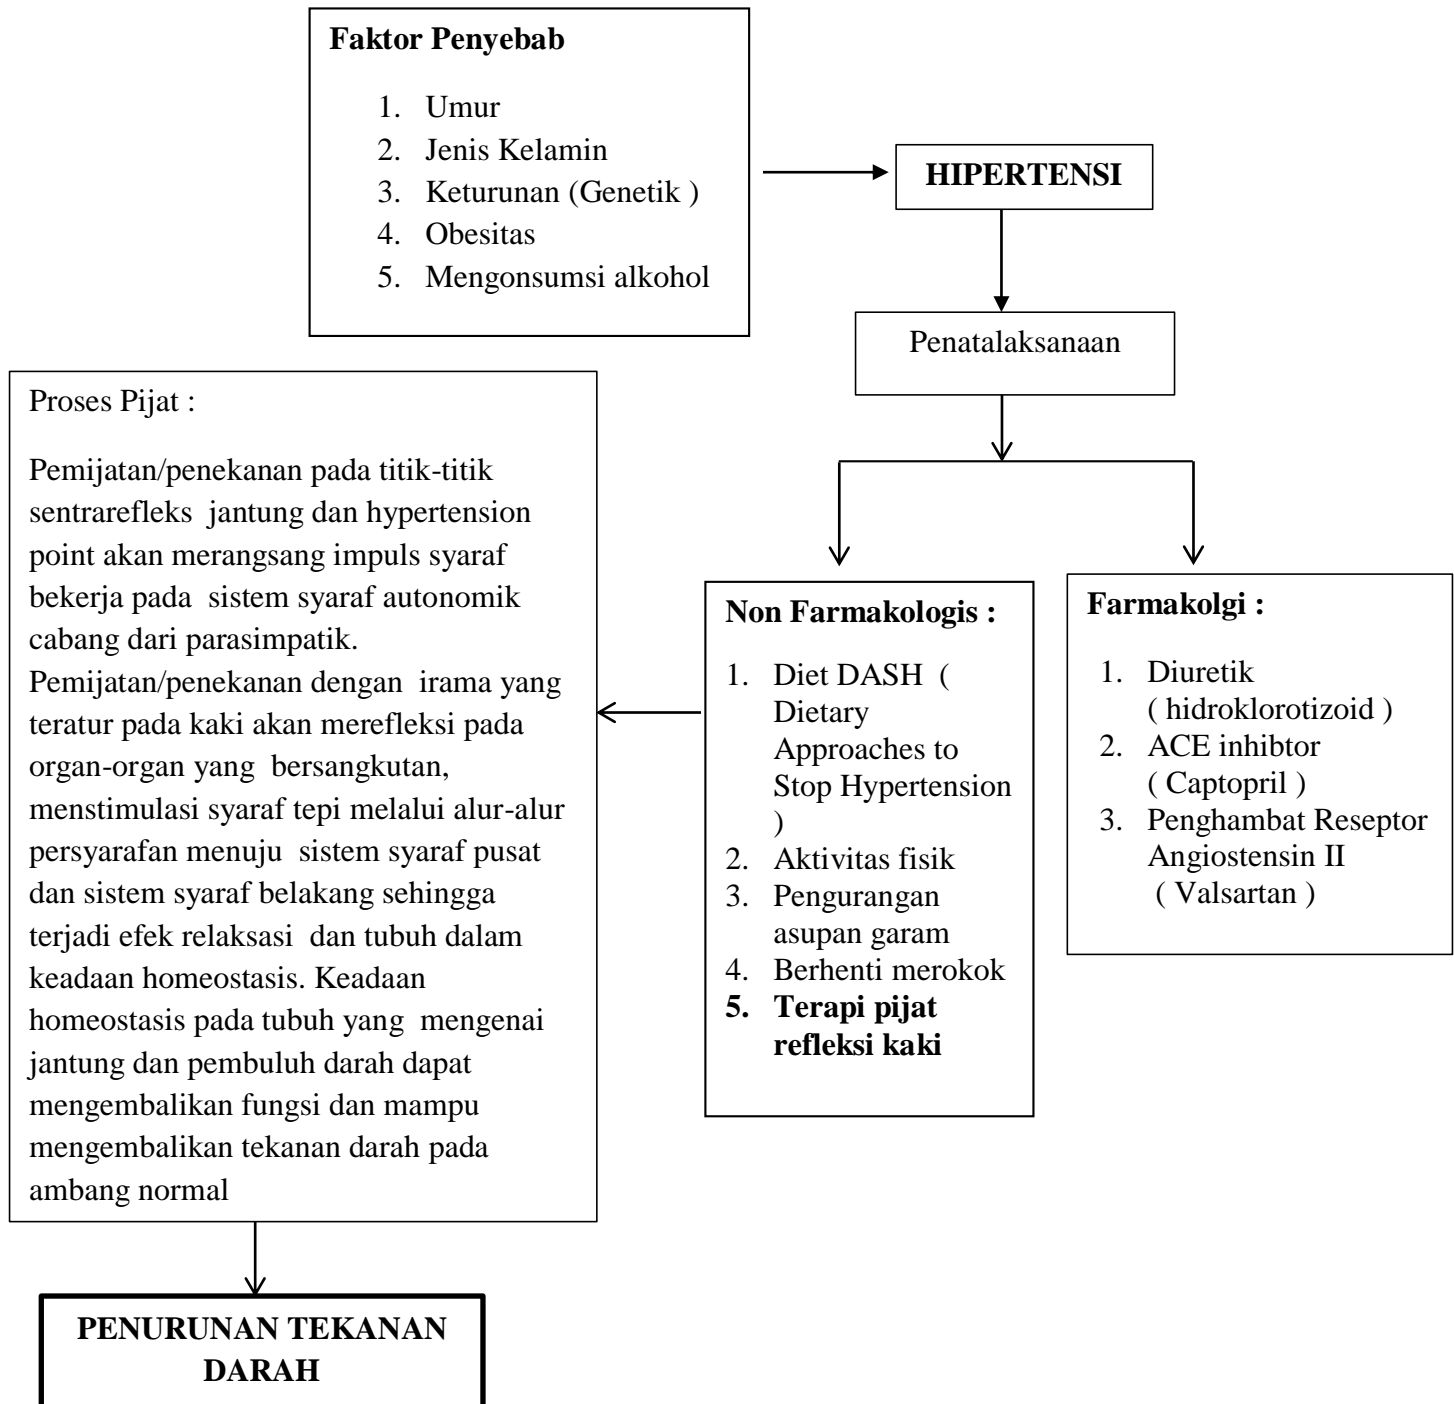 Faktor Penyebab
1. Umur
2. Jenis Kelamin
3. Keturunan (Genetik )
4. Obesitas
5. Mengonsumsi alkohol
HIPERTENSI
Penatalaksanaan
Proses Pijat :
Pemijatan/penekanan pada titik-titik
sentrarefleks jantung dan hypertension
point akan merangsang impuls syaraf
bekerja pada sistem syaraf autonomik
cabang dari parasimpatik.
Pemijatan/penekanan dengan irama yang
teratur pada kaki akan merefleksi pada
organ-organ yang bersangkutan,
menstimulasi syaraf tepi melalui alur-alur
persyarafan menuju sistem syaraf pusat
dan sistem syaraf belakang sehingga
terjadi efek relaksasi dan tubuh dalam
keadaan homeostasis. Keadaan
homeostasis pada tubuh yang mengenai
jantung dan pembuluh darah dapat
mengembalikan fungsi dan mampu
mengembalikan tekanan darah pada
ambang normal
Non Farmakologis :
1. Diet DASH (
Dietary
Approaches to
Stop Hypertension
)
2. Aktivitas fisik
3. Pengurangan
asupan garam
4. Berhenti merokok
5. Terapi pijat
refleksi kaki
Farmakolgi :
1. Diuretik
( hidroklorotizoid )
2. ACE inhibtor
( Captopril )
3. Penghambat Reseptor
Angiostensin II
( Valsartan )
PENURUNAN TEKANAN
DARAH